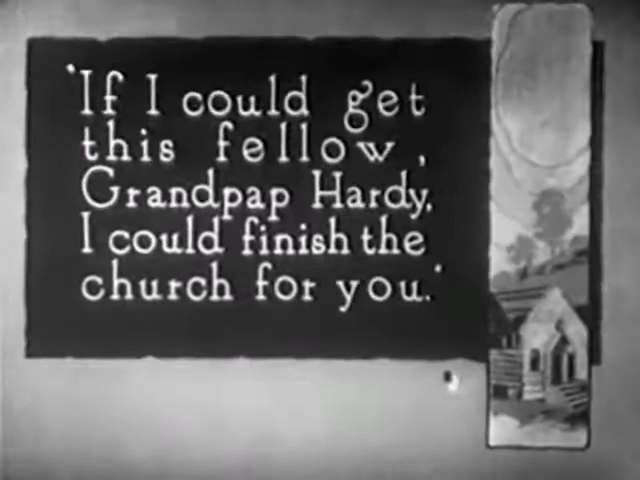 'If I could get
this fellow,
Grandpap Hardy,
I could finish the
church for you.'